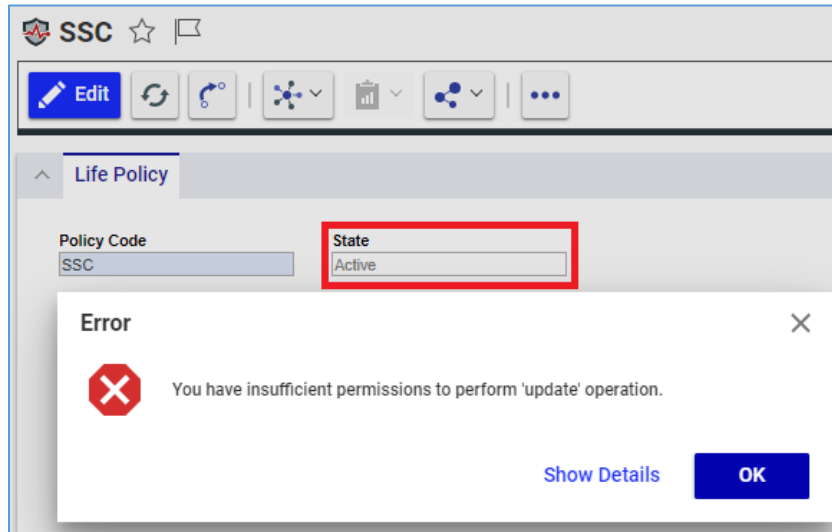 SSC
Edit
Life Policy
Policy Code State
SSC Active
Error
You have insufficient permissions to perform 'update' operation.
Show Details OK